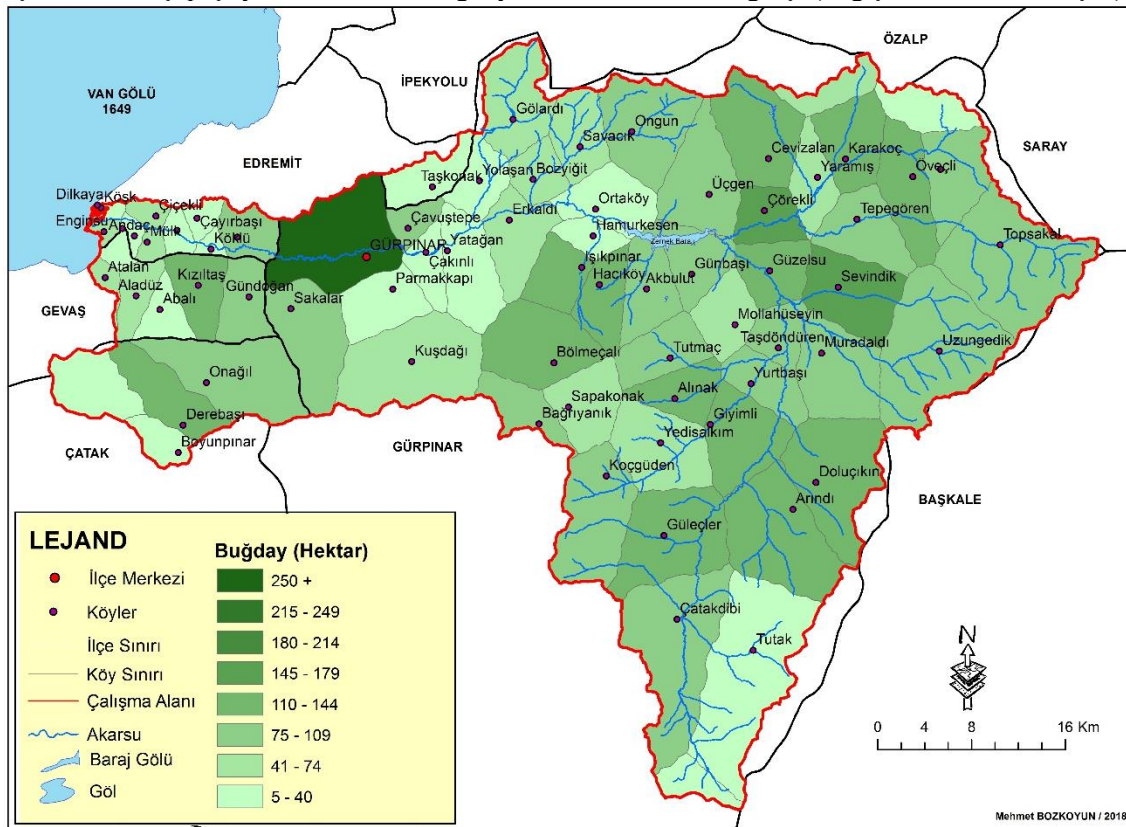 ÖZALP
İPEKYOLU
VAN GÖLÜ
1649
EDREMİT
SARAY
Gölardı
Ongun
Savacık
Cevizalan
Karakoç
Yaramış
Öveçli
Taşkonak
Yolaşan
Bozyiğit
Üçgen
Dilkaya
Köşk
Çiçekli
Ortaköy
Çörekli
Tepegören
Enginsu
Çayırbaşı
Erkaldı
Çavuştepe
Hamurkesen
Mülk
Köklü
GÜRPINAR
Yatağan
Zernek Barajı
Topsakal
Çakınlı
Işıkpınar
Güzelsu
Atalan
Kızıltaş
Parmakkapı
Hacıköy
Akbulut
Günbaşı
Sevindik
Aladüz
Gündoğan
GEVAŞ
Abalı
Sakalar
Mollahüseyin
Taşdöndüren
Muradaldı
Uzungedik
Kuşdağı
Bölmeçalı
Tutmaç
Onağıl
Alınak
Yurtbaşı
Sapakonak
Derebaşı
Bağrıyanık
Giyimli
ÇATAK
Boyunpınar
GÜRPINAR
Yedisalkım
Koçgüden
Doluçıkın
BAŞKALE
Arındı
Güleçler
Çatakdibi
Tutak
LEJAND
İlçe Merkezi
Köyler
İlçe Sınırı
Köy Sınırı
Çalışma Alanı
Akarsu
Baraj Gölü
Göl
Buğday (Hektar)
250 +
215 - 249
180 - 214
145 - 179
110 - 144
75 - 109
41 - 74
5 - 40
N
0 4 8 16 Km
Mehmet BOZKOYUN / 2018